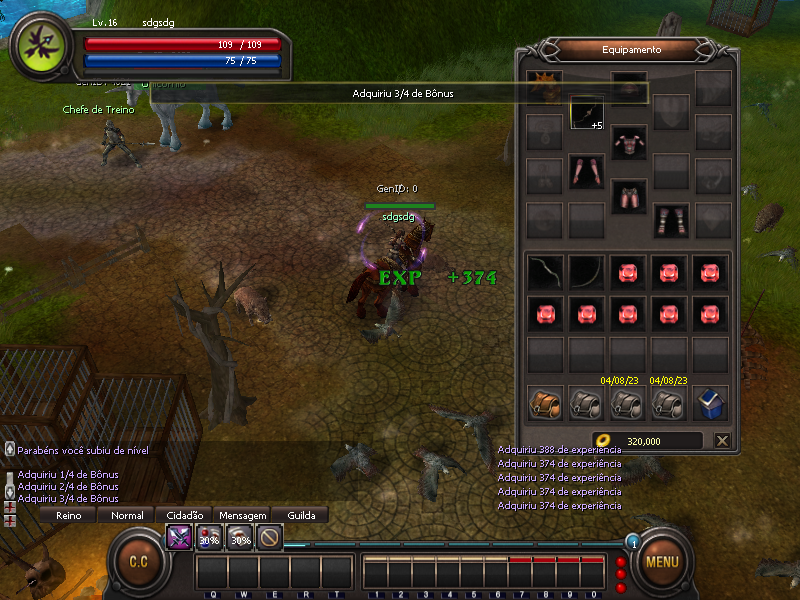 Lv.16 sdgsdg
109 / 109
75 / 75
Equipamento
Unicórnio
Adquiriu 3/4 de Bônus
Chefe de Treino
+5
GenID: 0
sdgsdg
EXP +374
04/08/23 04/08/23
320,000
Parabéns você subiu de nível
Adquiriu 1/4 de Bônus
Adquiriu 2/4 de Bônus
Adquiriu 3/4 de Bônus
Adquiriu 388 de experiência
Adquiriu 374 de experiência
Adquiriu 374 de experiência
Adquiriu 374 de experiência
Adquiriu 374 de experiência
Reino Normal Cidadão Mensagem Guilda
30% 30%
1
C.C
MENU
Q W E R T 1 2 3 4 5 6 7 8 9 0